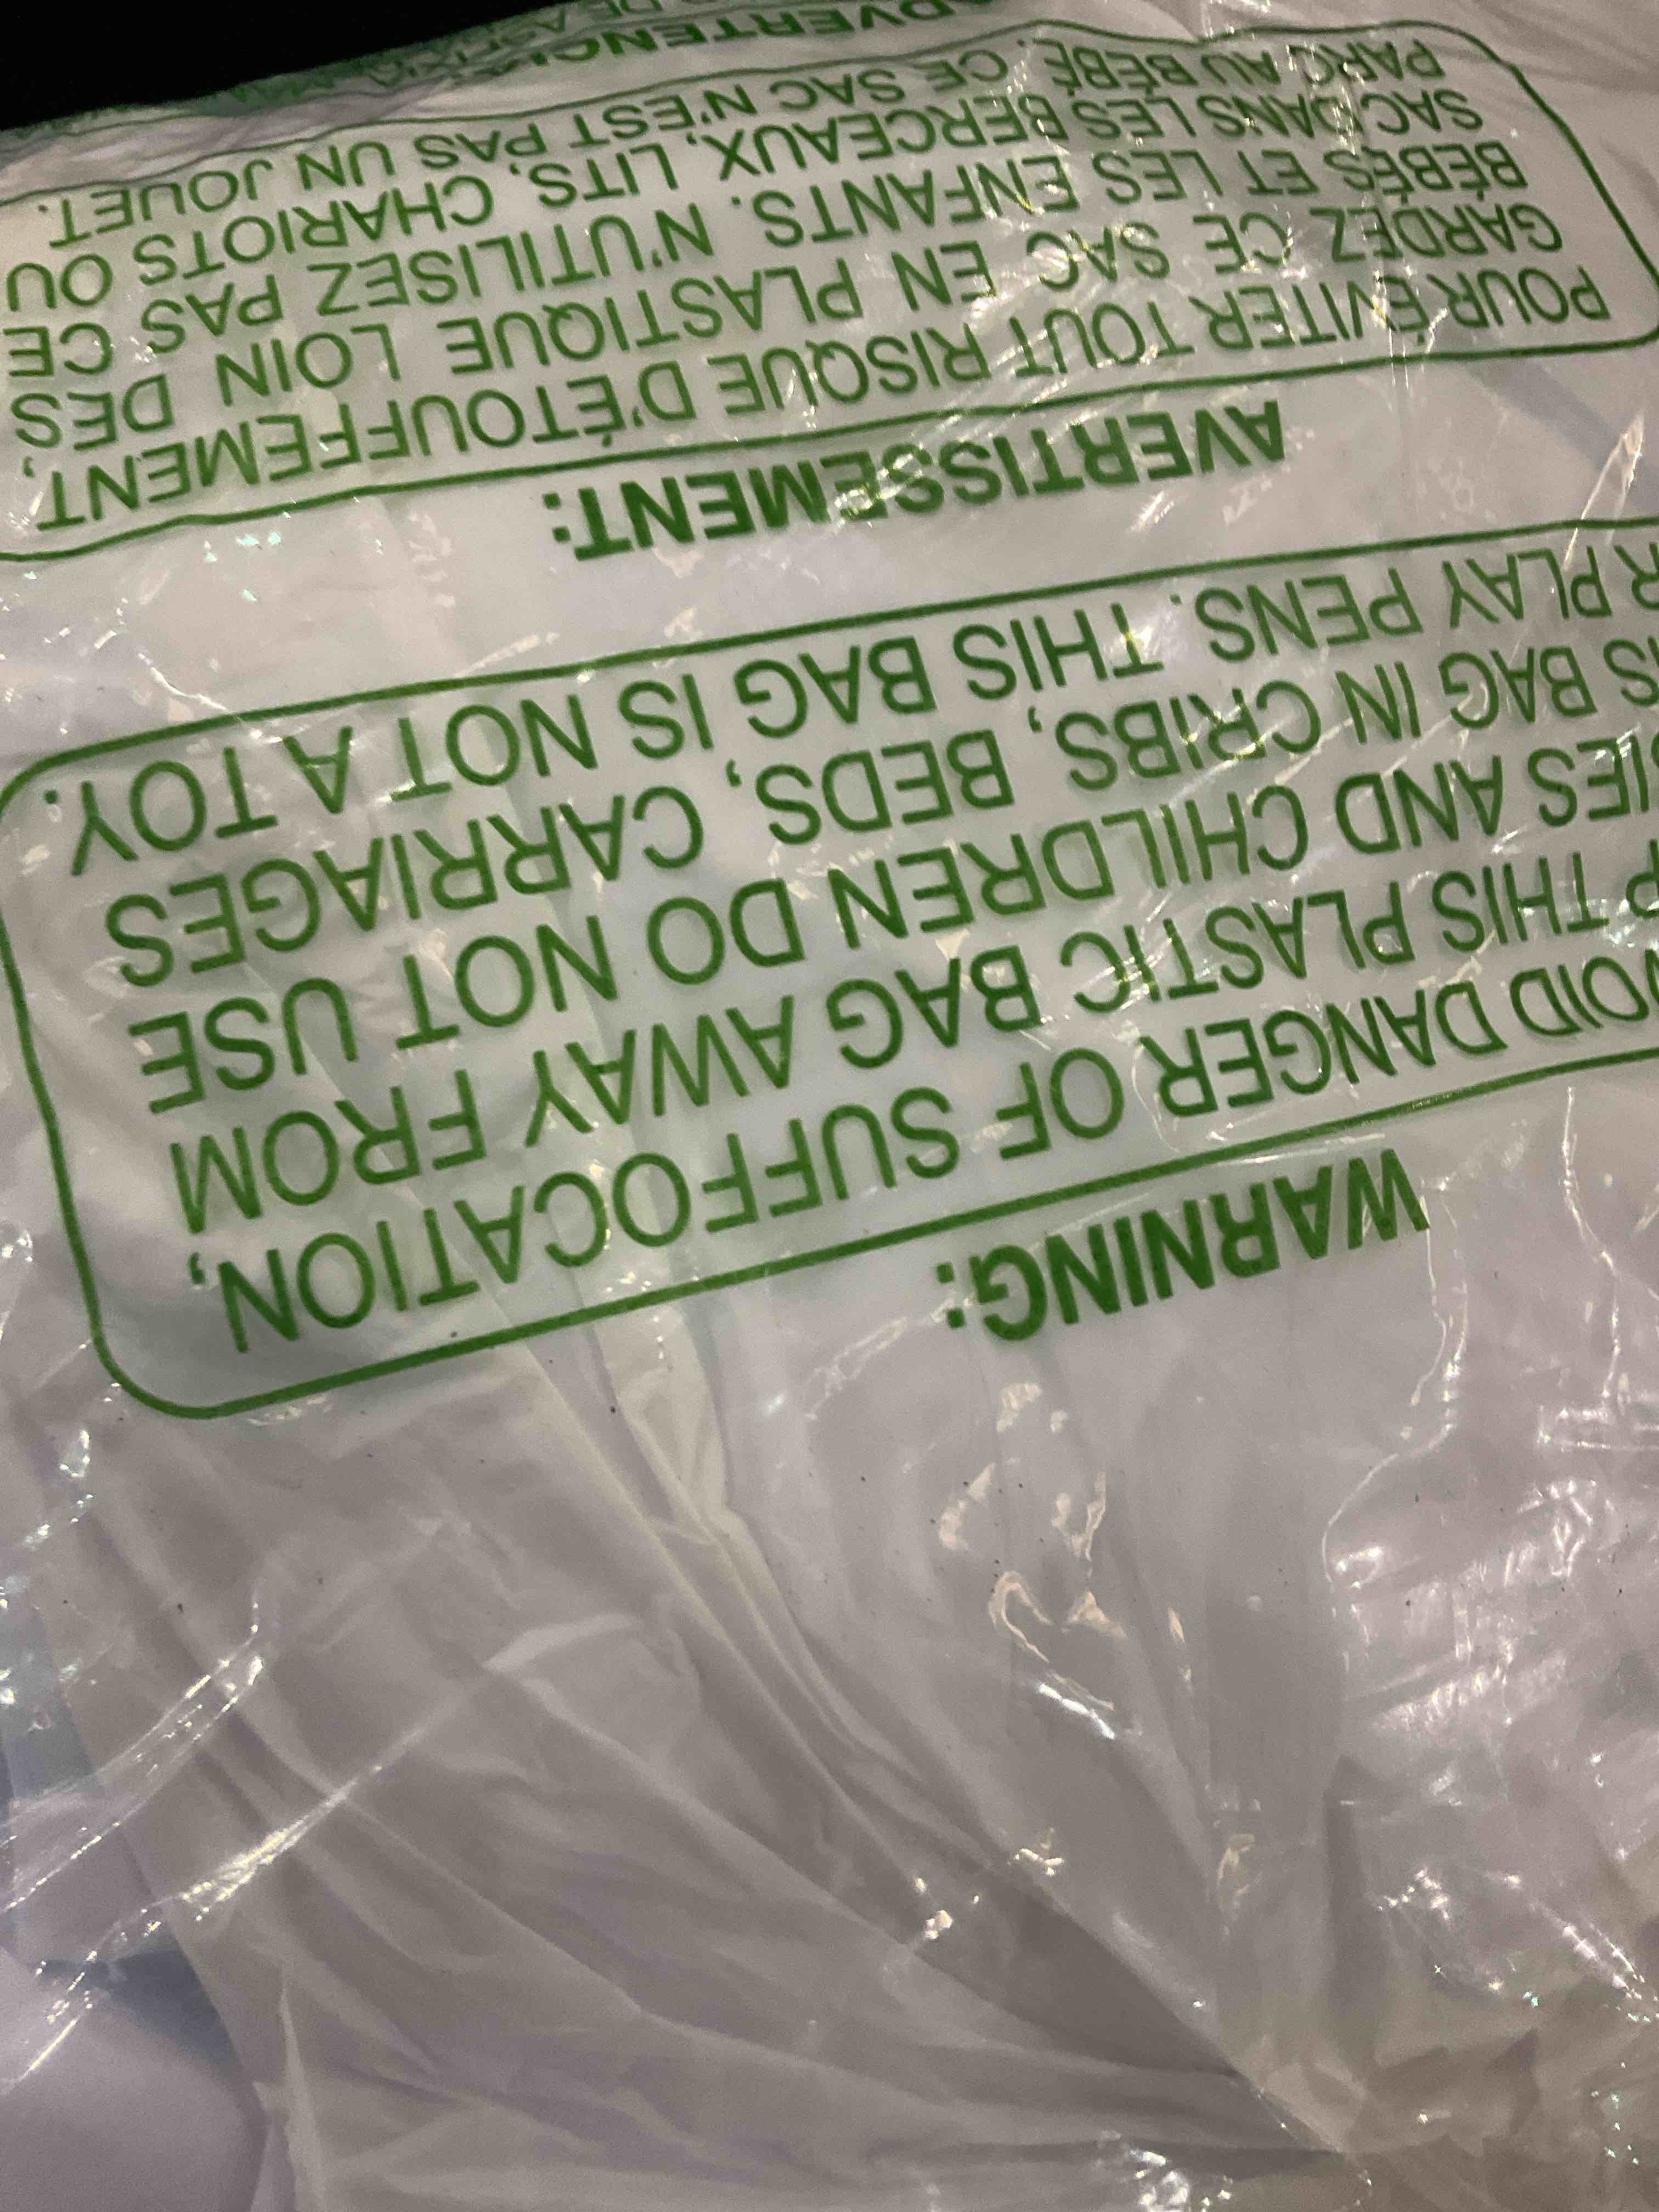 WARNING:
VOID DANGER OF SUFFOCATION,
P THIS PLASTIC BAG AWAY FROM
IES AND CHILDREN DO NOT USE
IS BAG IN CRIBS, BEDS, CARRIAGES
R PLAY PENS. THIS BAG IS NOT A TOY.
AVERTISSEMENT:
POUR ÉVITER TOUT RISQUE D'ÉTOUFFEMENT,
GARDEZ CE SAC EN PLASTIQUE LOIN DES
BÉBÉS ET LES ENFANTS. N'UTILISEZ PAS CE
SAC DANS LES BERCEAUX, LITS, CHARIOTS OU
PARC AU BÉBÉ. CE SAC N'EST PAS UN JOUET.